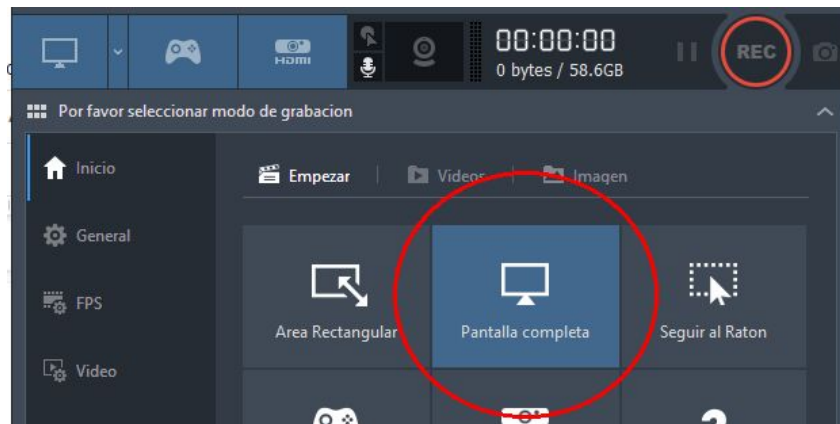 HDMI
00:00:00
0 bytes / 58.6GB
REC
Por favor seleccionar modo de grabacion
Inicio
Empezar | Videos | Imagen
General
FPS
Video
Area Rectangular
Pantalla completa
Seguir al Raton